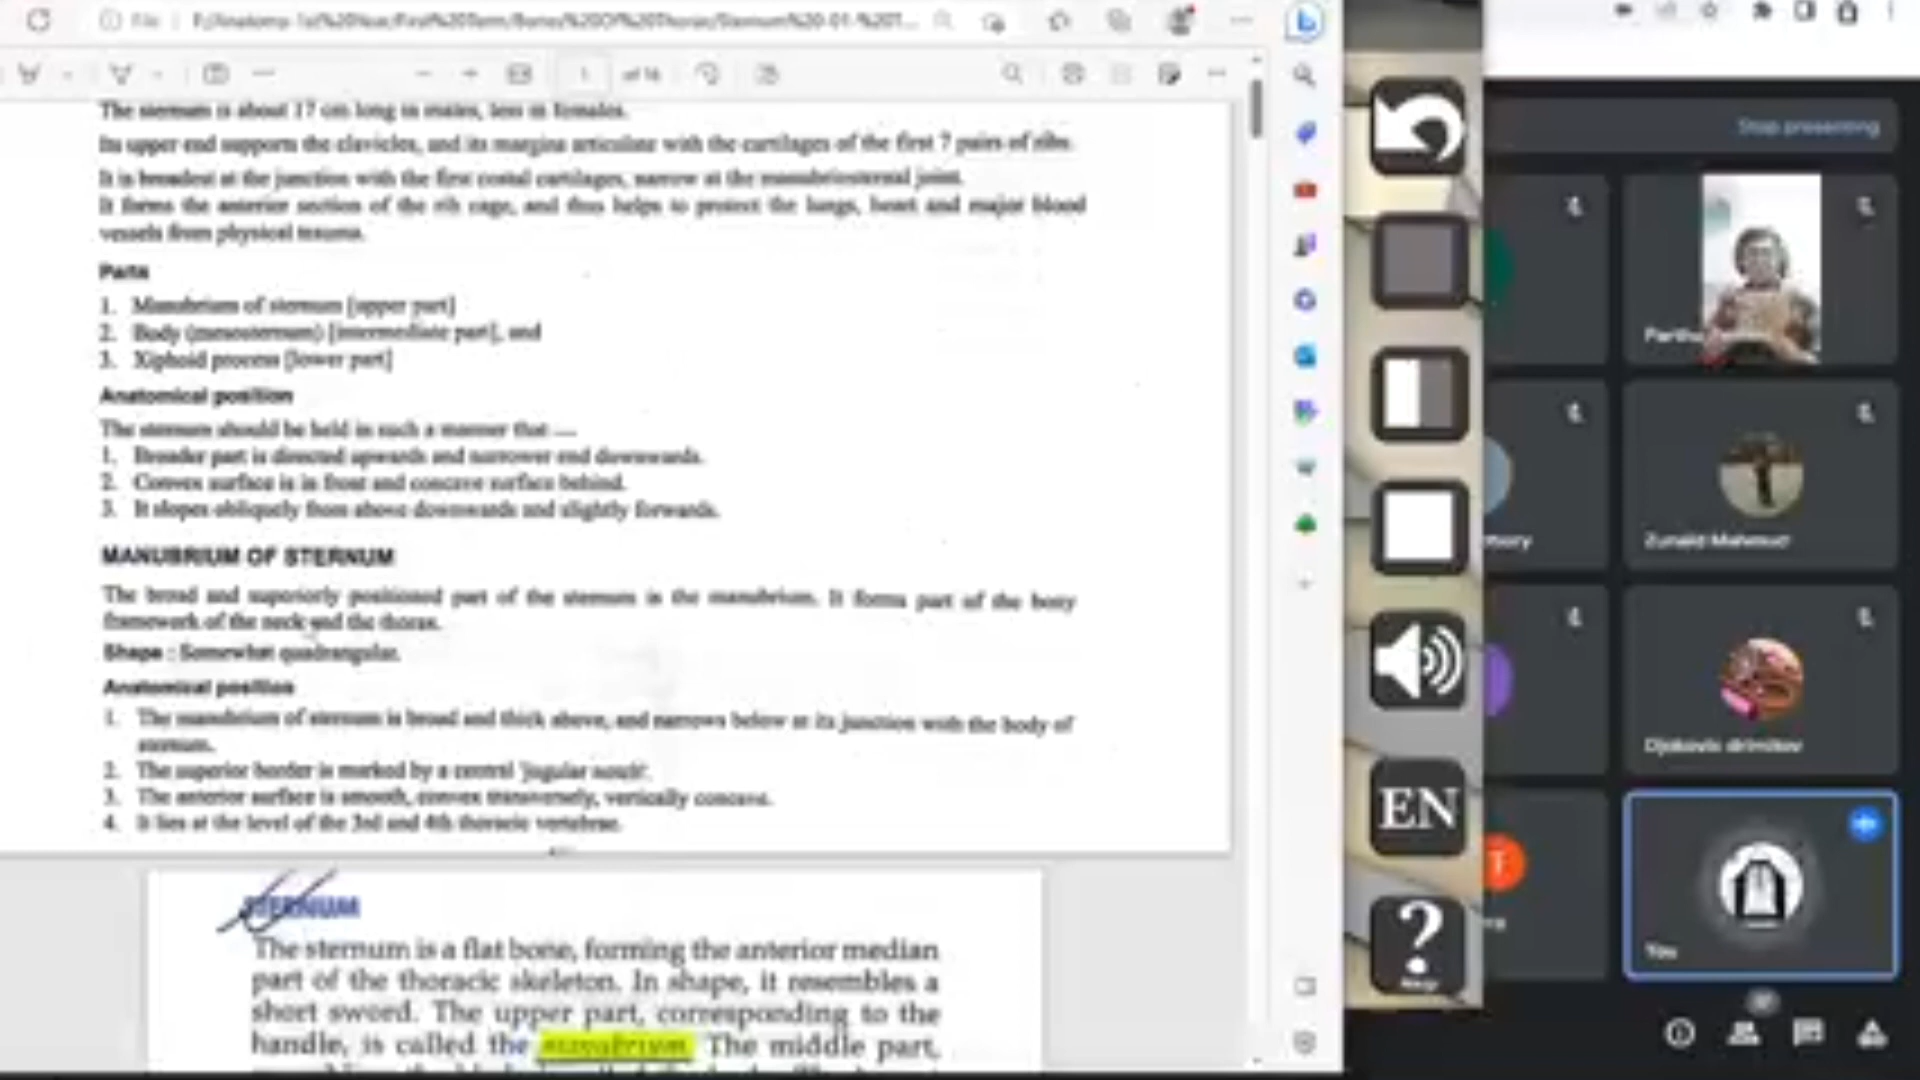 File
1 of 16
The sternum is about 17 cm long in males, less in females.
Its upper end supports the clavicles, and its margins articulate with the cartilages of the first 7 pairs of ribs.
It is broadest at the junction with the first costal cartilages, narrow at the manubriosternal joint.
It forms the anterior section of the rib cage, and thus helps to protect the lungs, heart and major blood
vessels from physical trauma.
Parts
1. Manubrium of sternum [upper part]
2. Body (mesosternum) [intermediate part], and
3. Xiphoid process [lower part]
Anatomical position
The sternum should be held in such a manner that ----
1. Broader part is directed upwards and narrower end downwards.
2. Convex surface is in front and concave surface behind.
3. It slopes obliquely from above downwards and slightly forwards.
MANUBRIUM OF STERNUM
The broad and superiorly positioned part of the sternum is the manubrium. It forms part of the bony
framework of the neck and the thorax.
Shape : Somewhat quadrangular.
Anatomical position
1. The manubrium of sternum is broad and thick above, and narrows below at its junction with the body of
sternum.
2. The superior border is marked by a central 'jugular notch'.
3. The anterior surface is smooth, convex transversely, vertically concave.
4. It lies at the level of the 3rd and 4th thoracic vertebrae.
STERNUM
The sternum is a flat bone, forming the anterior median
part of the thoracic skeleton. In shape, it resembles a
short sword. The upper part, corresponding to the
handle, is called the manubrium. The middle part,
EN
?
Help
Stop presenting
Zunaid Mahmud
Djokovic dimitov
T
You